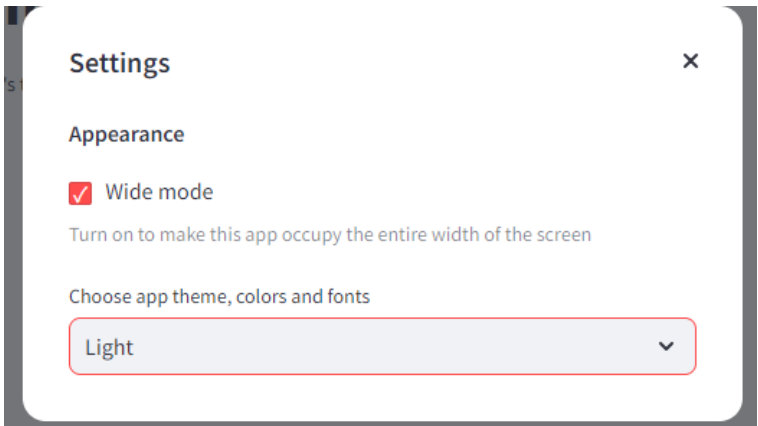 Settings
Appearance
Wide mode
Turn on to make this app occupy the entire width of the screen
Choose app theme, colors and fonts
Light